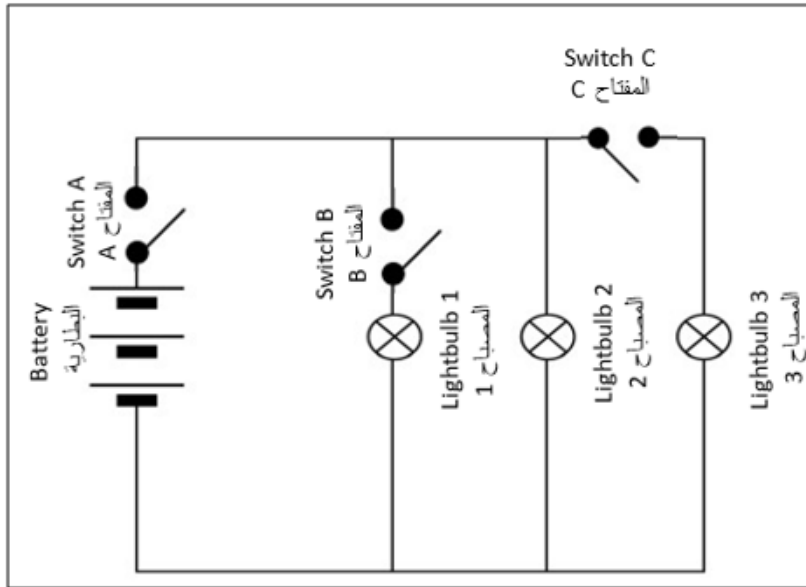 Switch C
المفتاح C
Switch A
المفتاح
A
Switch B
المفتاح
B
Battery
البطارية
Lightbulb 1
المصباح
1
Lightbulb 2
المصباح
2
Lightbulb 3
المصباح
3